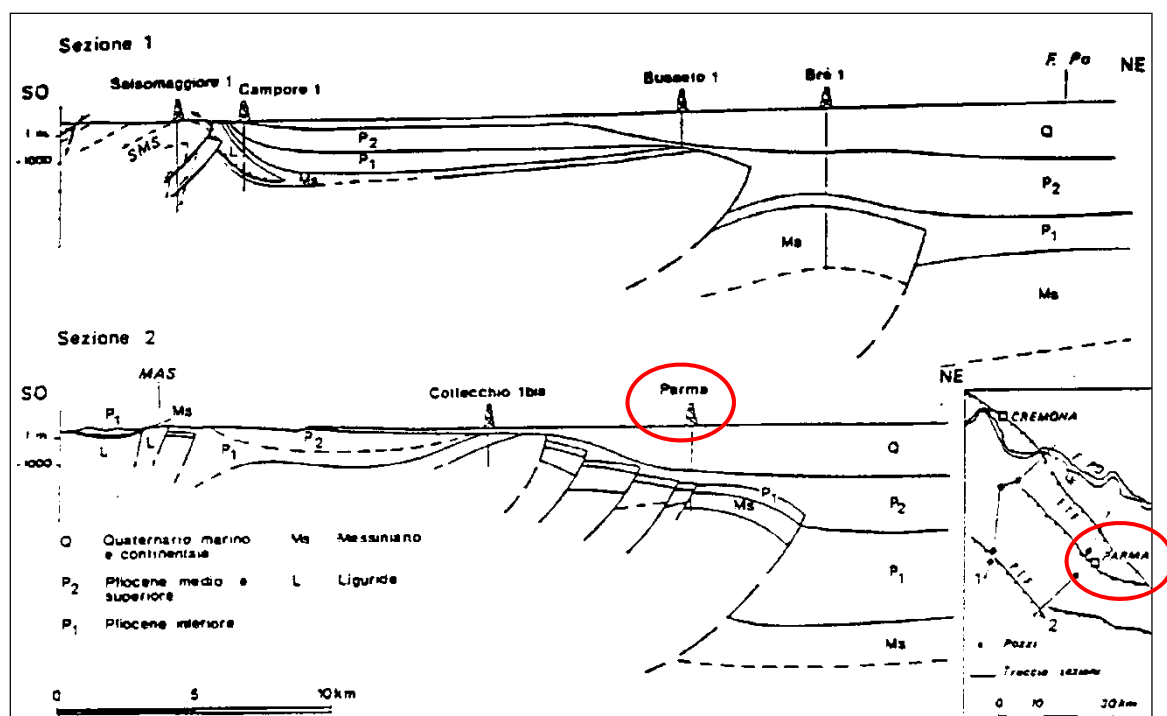 Sezione 1
Salsomaggiore 1
Campore 1
Busseto 1
Brè 1
F. Po
NE
SO
l m.
- 1000
SMS
L
L
Ms
P2
P1
Q
P2
P1
Ms
Ms
Sezione 2
SO
MAS
Collecchio 1bis
Parma
NE
l m.
- 1000
P1
Ms
L
L
P1
P2
Q
P1
Ms
P2
P1
Ms
Q Quaternario marino e continentale
Ms Messiniano
P2 Pliocene medio e superiore
L Liguride
P1 Pliocene inferiore
0 5 10 km
CREMONA
PARMA
1
2
Pozzi
Traccie sezioni
0 10 30 km